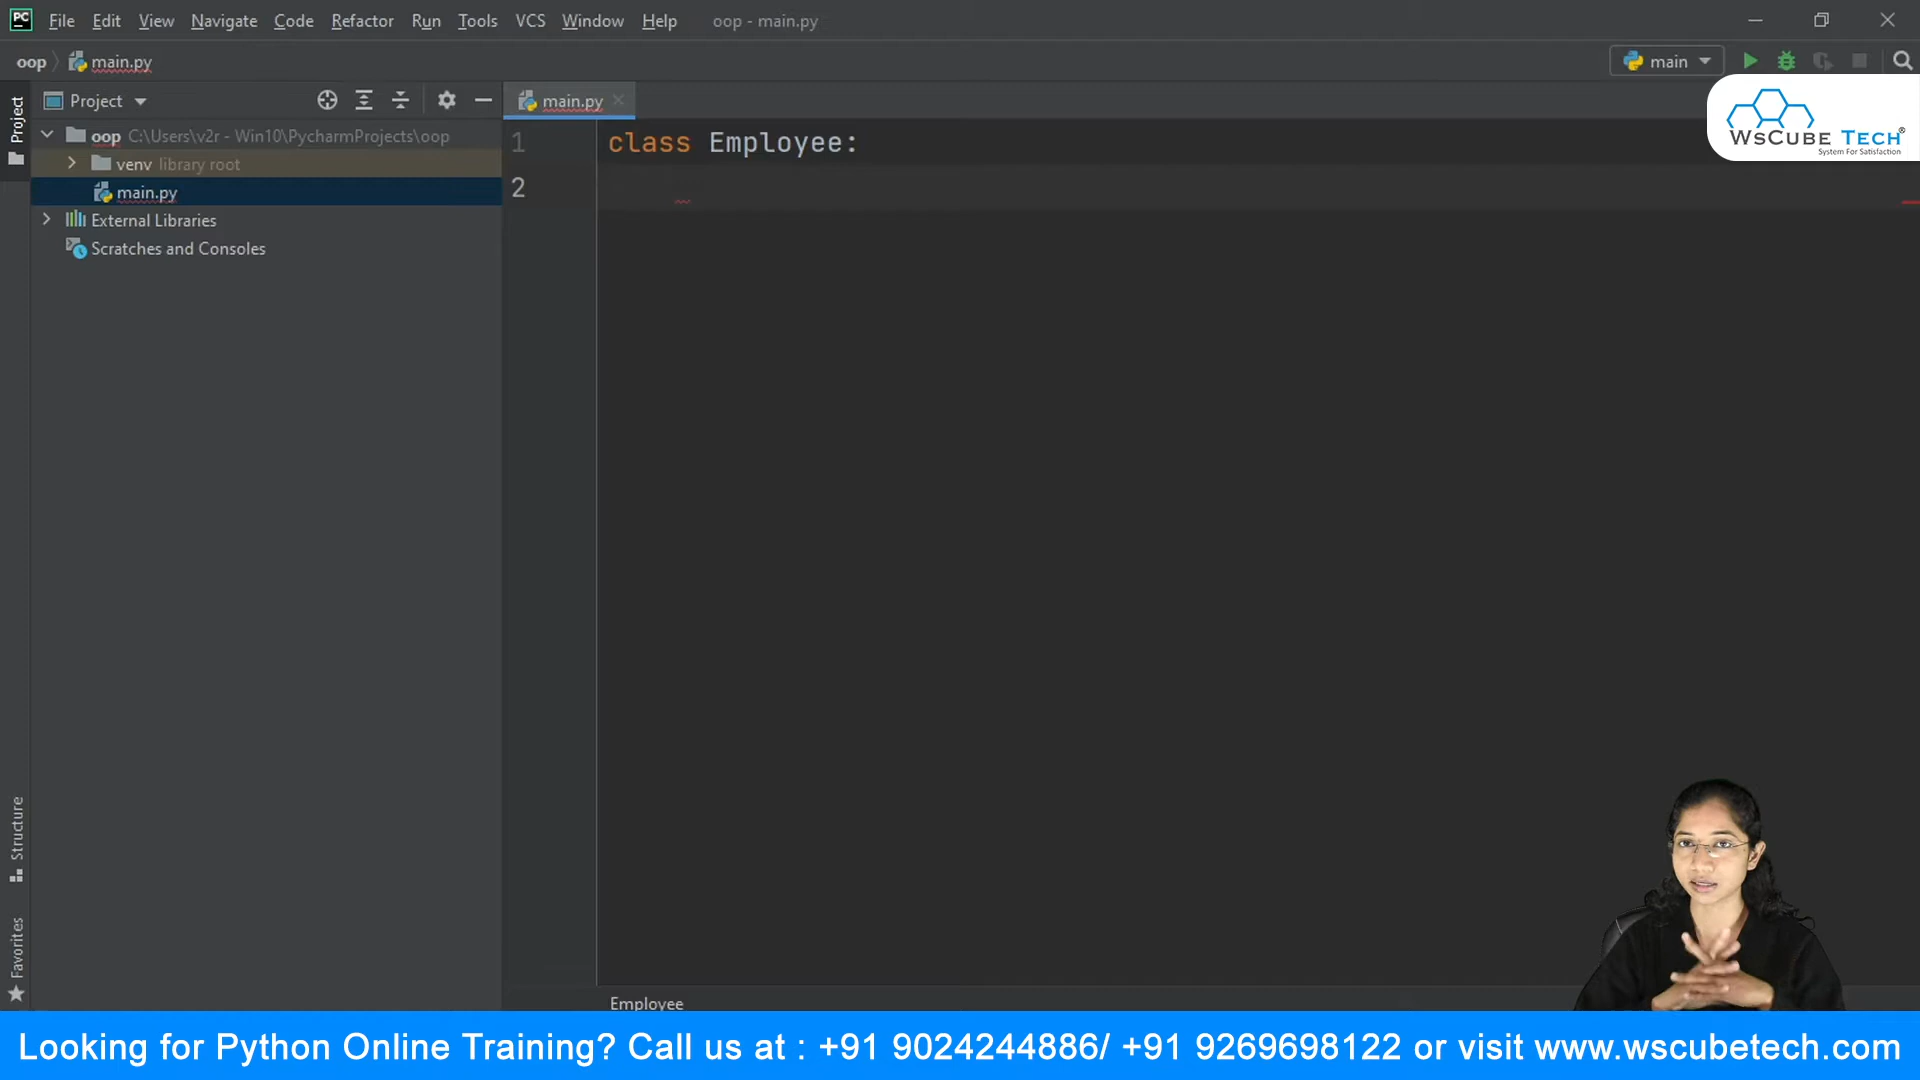 PC File Edit View Navigate Code Refactor Run Tools VCS Window Help oop - main.py
oop main.py main
Project Project main.py
WsCube Tech®
System For Satisfaction
oop C:\Users\v2r - Win10\PycharmProjects\oop
venv library root
main.py
External Libraries
Scratches and Consoles
1 class Employee:
2
Structure
Favorites
Employee
Looking for Python Online Training? Call us at : +91 9024244886/ +91 9269698122 or visit www.wscubetech.com